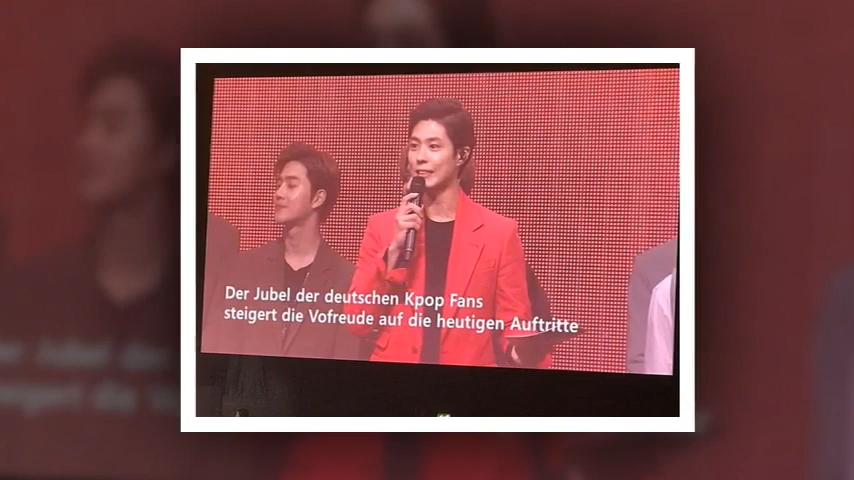 Der Jubel der deutschen Kpop Fans
steigert die Vofreude auf die heutigen Auftritte